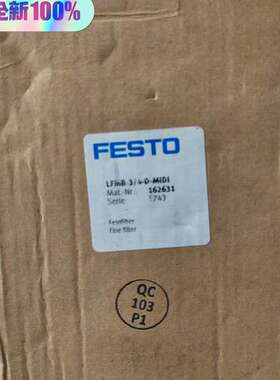 全新100%
FESTO
LFMB 3/4-D-MIDI
Mat.-Nr. 162631
Serie E743
Feinfilter
Fine filter
QC
103
P1